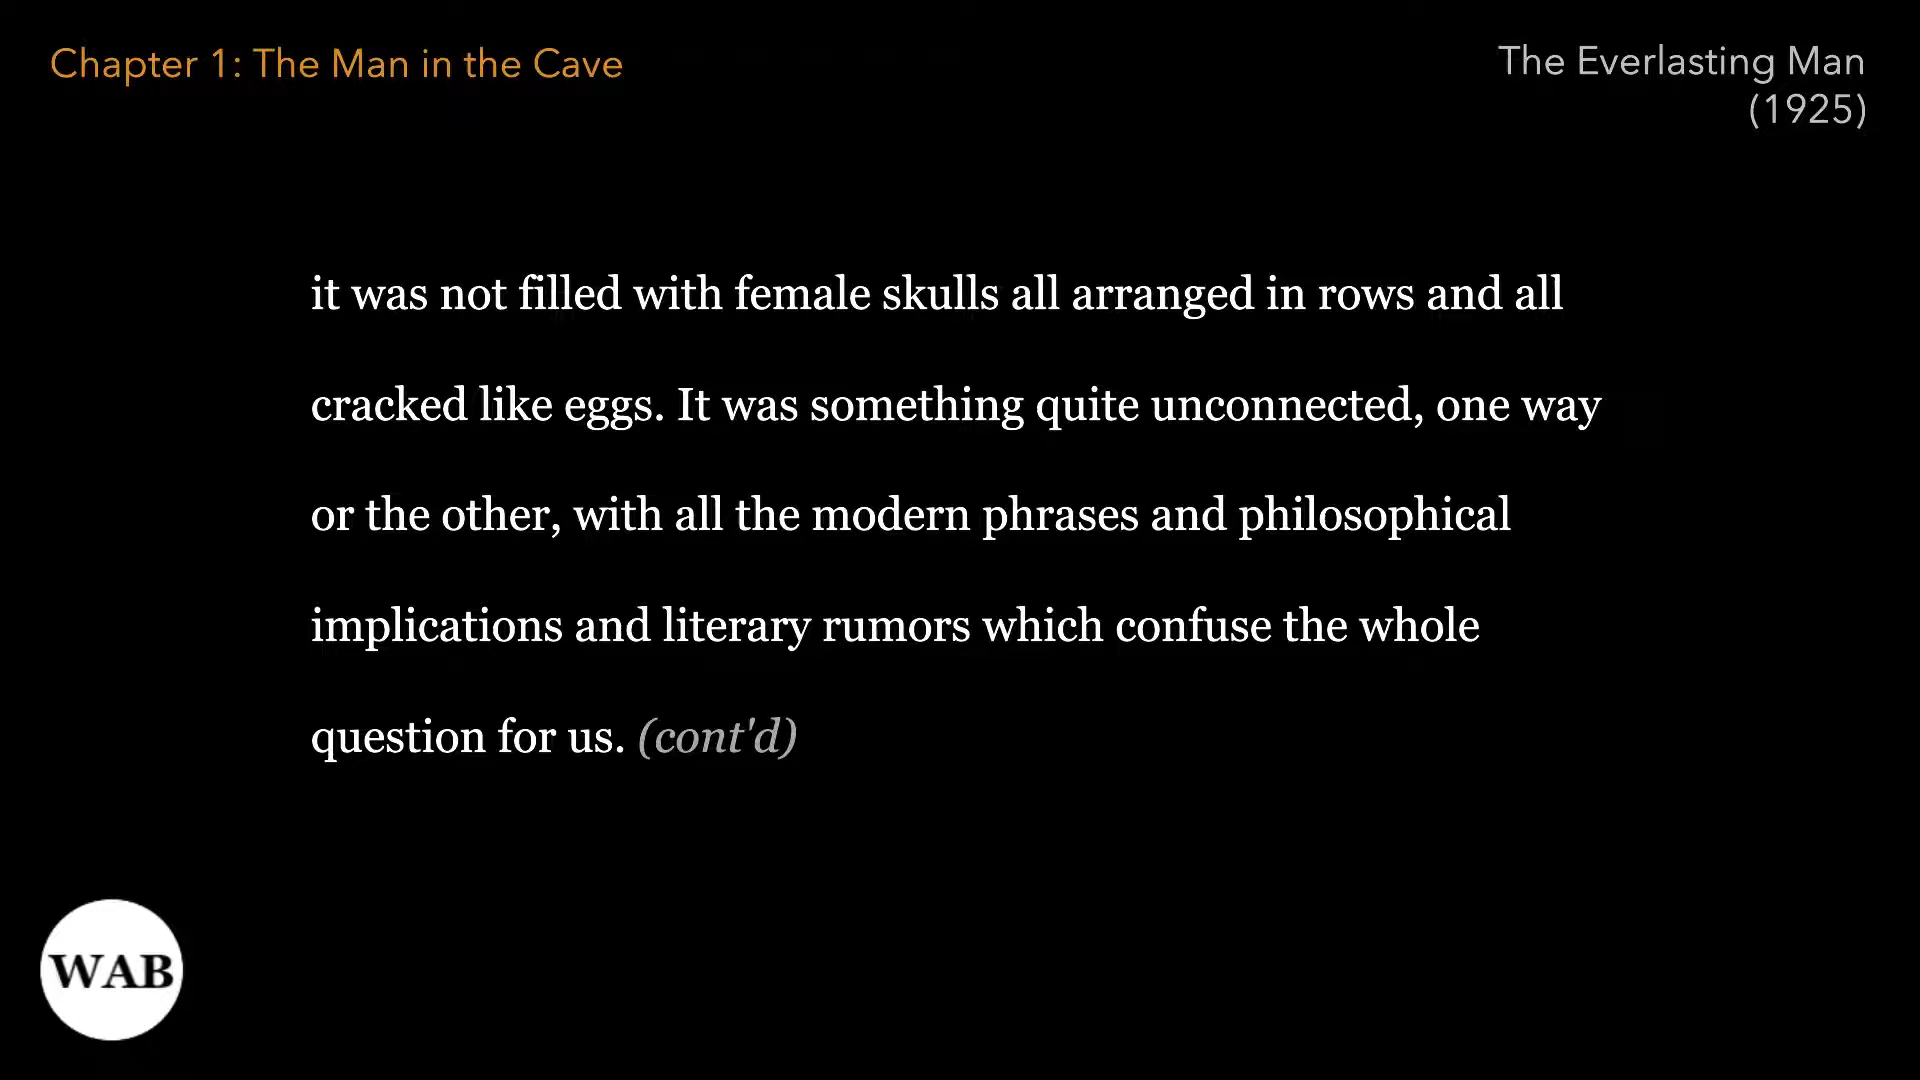 Chapter 1: The Man in the Cave
The Everlasting Man
(1925)
it was not filled with female skulls all arranged in rows and all
cracked like eggs. It was something quite unconnected, one way
or the other, with all the modern phrases and philosophical
implications and literary rumors which confuse the whole
question for us. (cont'd)
WAB